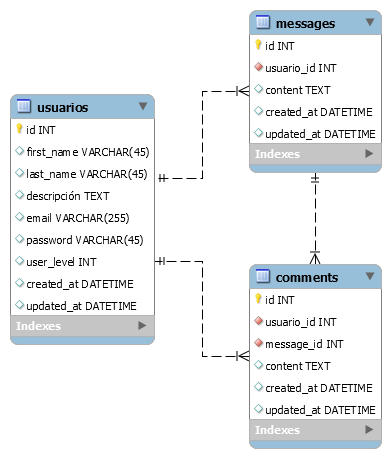 usuarios
id INT
first_name VARCHAR(45)
last_name VARCHAR(45)
descripción TEXT
email VARCHAR(255)
password VARCHAR(45)
user_level INT
created_at DATETIME
updated_at DATETIME
Indexes
messages
id INT
usuario_id INT
content TEXT
created_at DATETIME
updated_at DATETIME
Indexes
comments
id INT
usuario_id INT
message_id INT
content TEXT
created_at DATETIME
updated_at DATETIME
Indexes